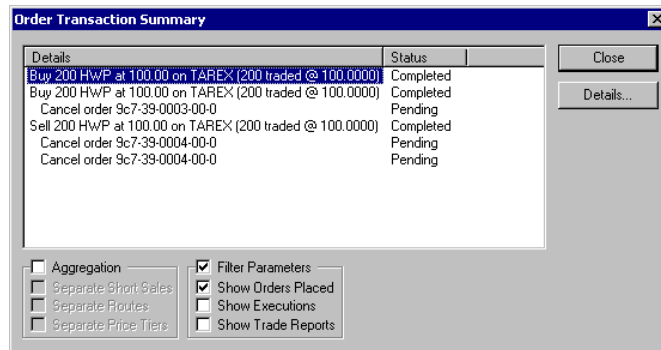 Order Transaction Summary
Details Status
Buy 200 HWP at 100.00 on TAREX (200 traded @ 100.0000) Completed
Buy 200 HWP at 100.00 on TAREX (200 traded @ 100.0000) Completed
Cancel order 9c7-39-0003-00-0 Pending
Sell 200 HWP at 100.00 on TAREX (200 traded @ 100.0000) Completed
Cancel order 9c7-39-0004-00-0 Pending
Cancel order 9c7-39-0004-00-0 Pending
Close
Details...
Aggregation
Separate Short Sales
Separate Routes
Separate Price Tiers
Filter Parameters
Show Orders Placed
Show Executions
Show Trade Reports